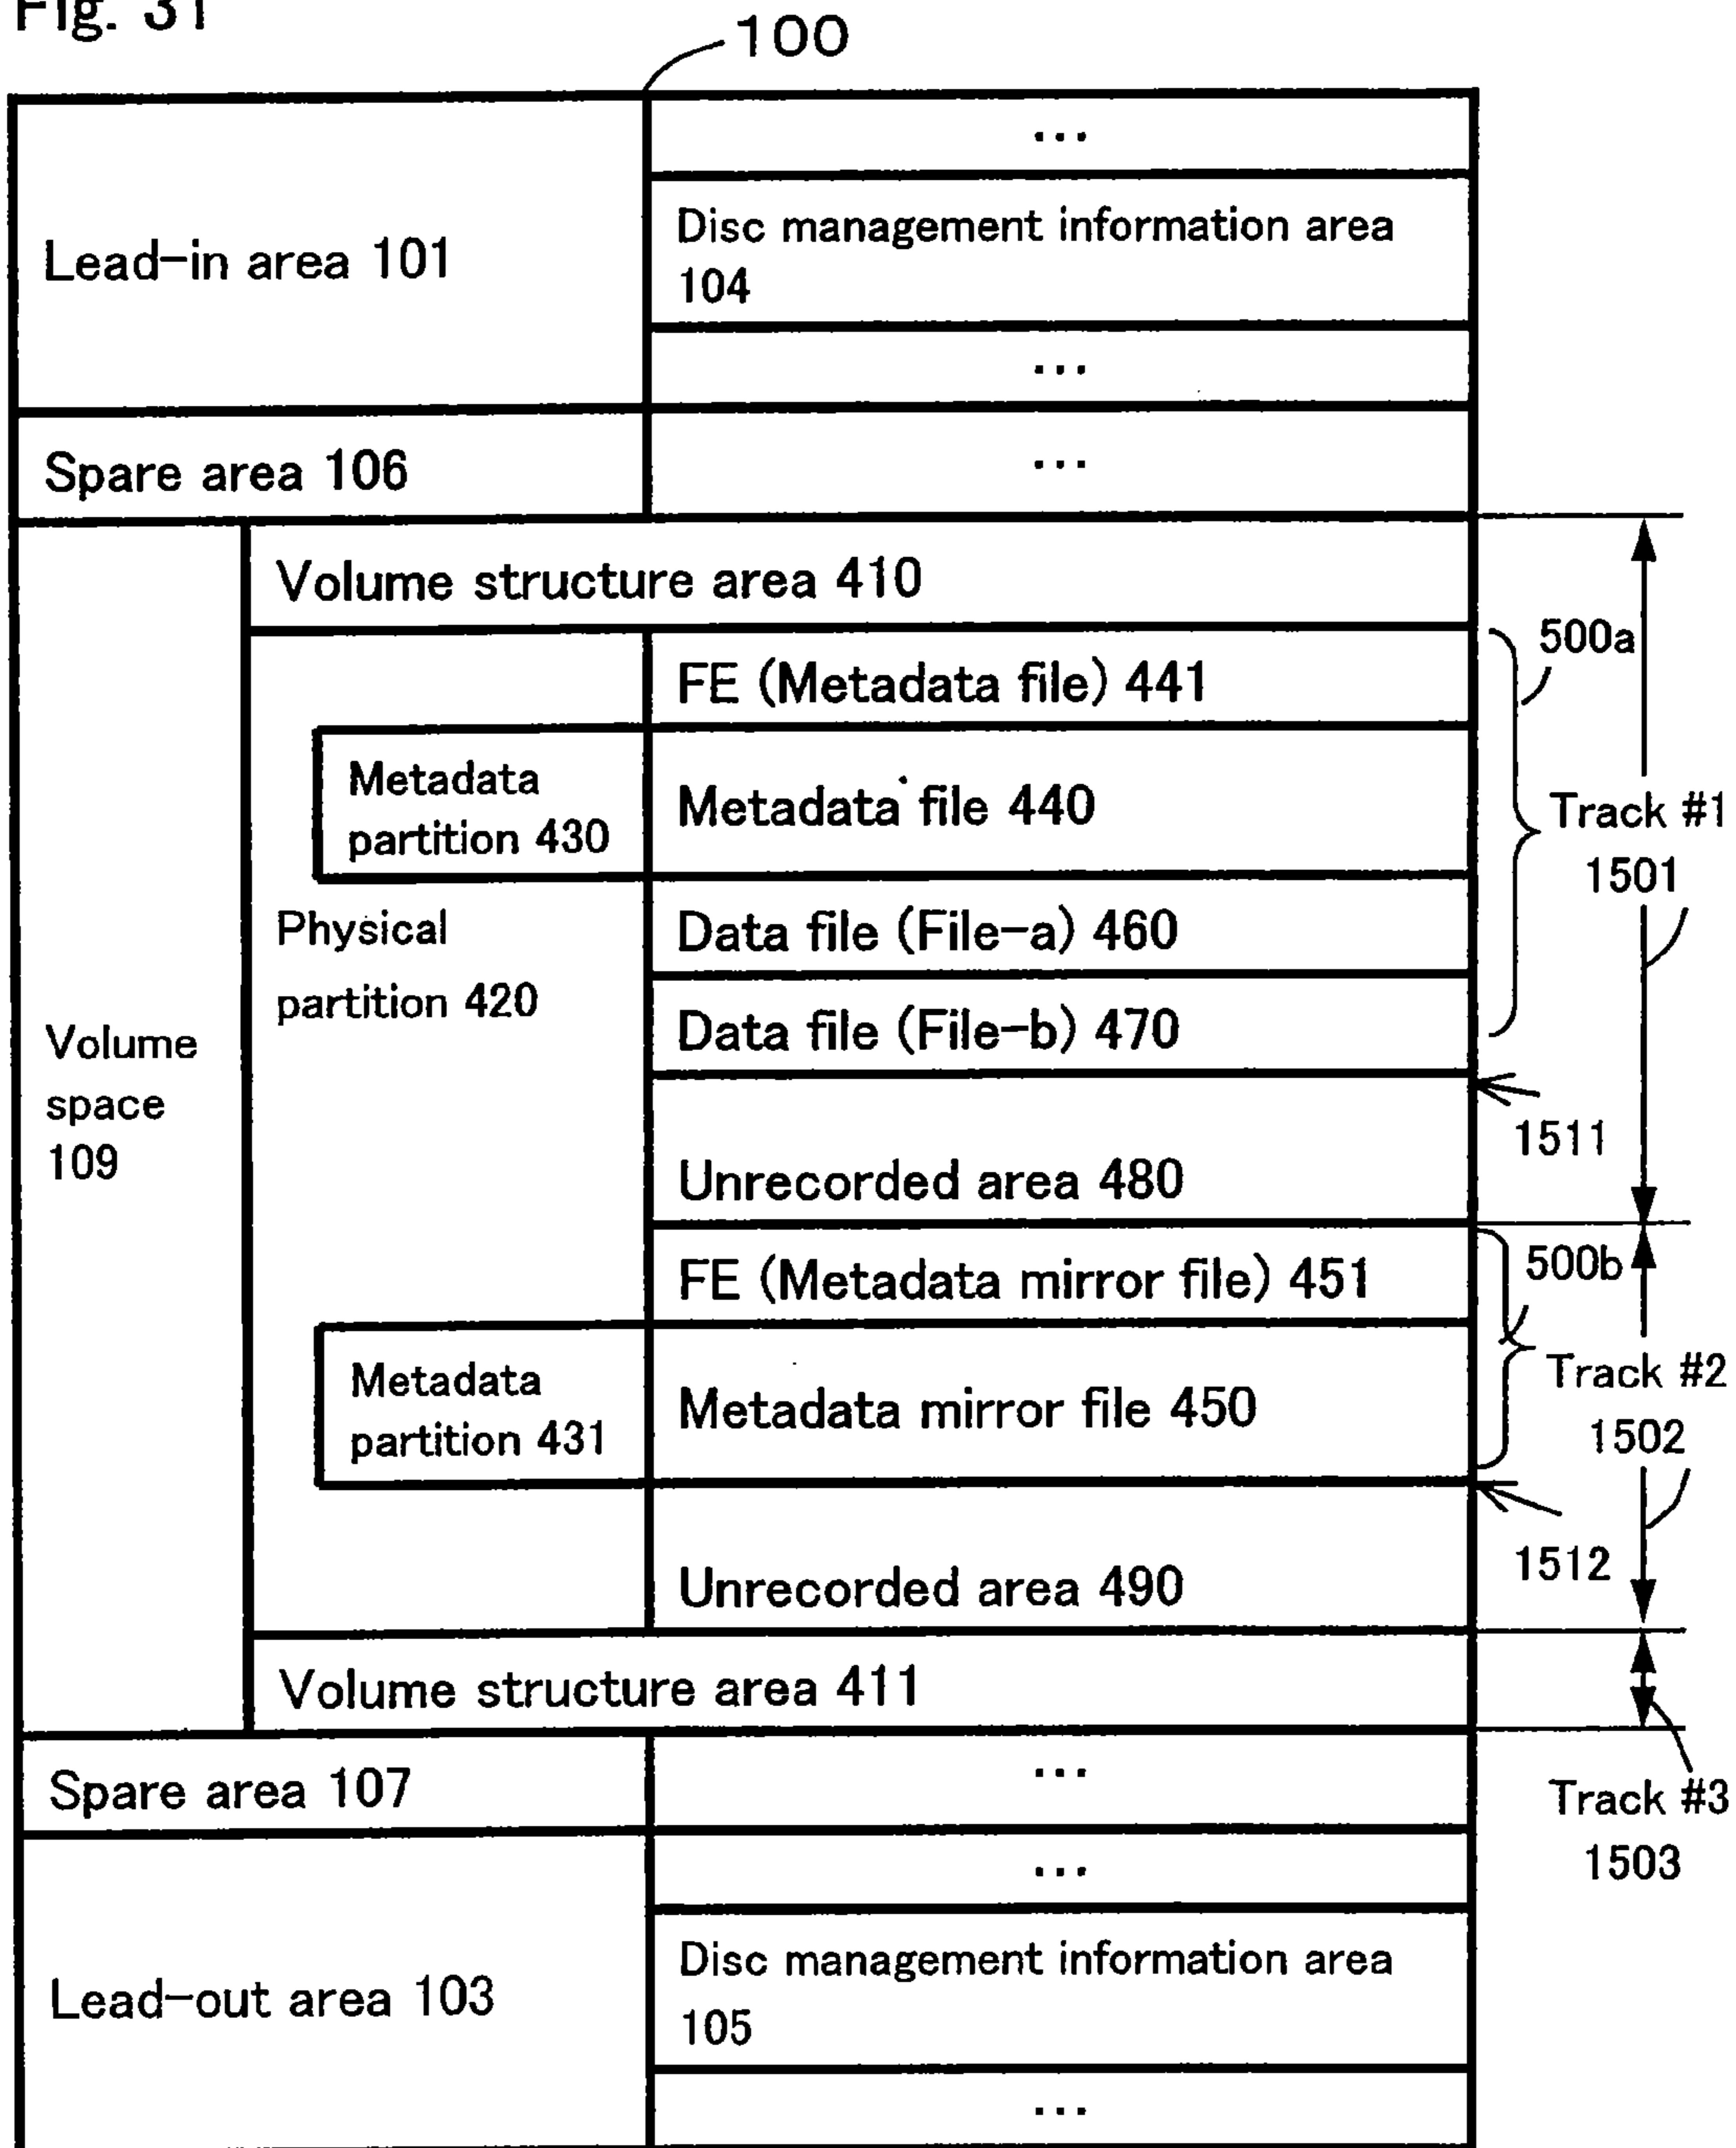 Fig. 31
100
...
Lead-in area 101
Disc management information area
104
...
Spare area 106
...
Volume structure area 410
500a
FE (Metadata file) 441
Metadata
partition 430
Metadata file 440
Track #1
1501
Physical
partition 420
Data file (File-a) 460
Data file (File-b) 470
Volume
space
109
1511
Unrecorded area 480
500b
FE (Metadata mirror file) 451
Metadata
partition 431
Metadata mirror file 450
Track #2
1502
1512
Unrecorded area 490
Volume structure area 411
Spare area 107
...
Track #3
1503
...
Lead-out area 103
Disc management information area
105
...